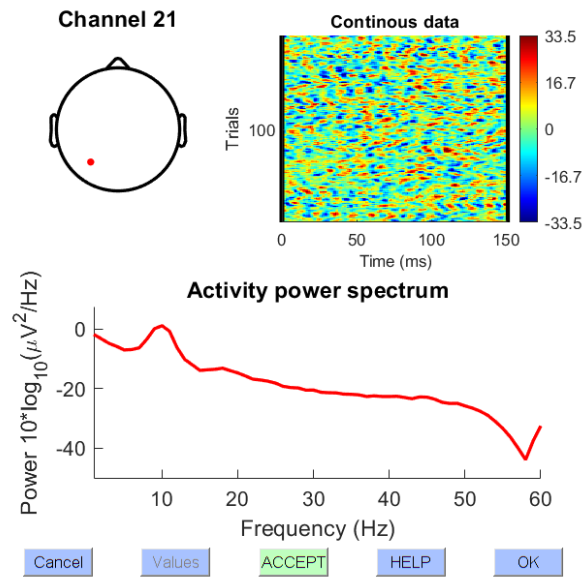 Channel 21
Continous data
33.5
16.7
0
-16.7
-33.5
Trials
100
0 50 100 150
Time (ms)
Activity power spectrum
Power 10*log10(μV2/Hz)
0
-20
-40
10 20 30 40 50 60
Frequency (Hz)
Cancel Values ACCEPT HELP OK